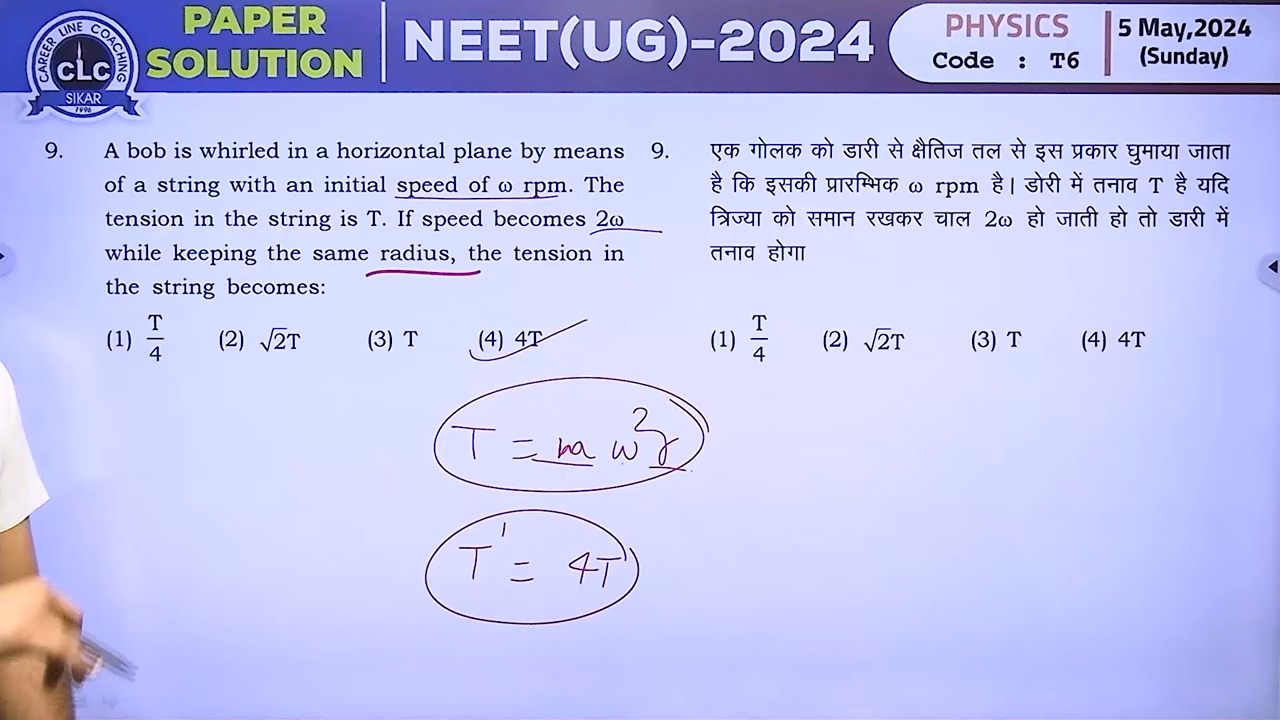 CAREER LINE COACHING
CLC
SIKAR
1996
PAPER
SOLUTION
NEET(UG)-2024
PHYSICS
Code : T6
5 May,2024
(Sunday)
9. A bob is whirled in a horizontal plane by means
of a string with an initial speed of ω rpm. The
tension in the string is T. If speed becomes 2ω
while keeping the same radius, the tension in
the string becomes:
(1) T/4 (2) √2T (3) T (4) 4T
9. एक गोलक को डारी से क्षैतिज तल से इस प्रकार घुमाया जाता
है कि इसकी प्रारम्भिक ω rpm है। डोरी में तनाव T है यदि
त्रिज्या को समान रखकर चाल 2ω हो जाती हो तो डारी में
तनाव होगा
(1) T/4 (2) √2T (3) T (4) 4T
T = m ω² r
T' = 4T